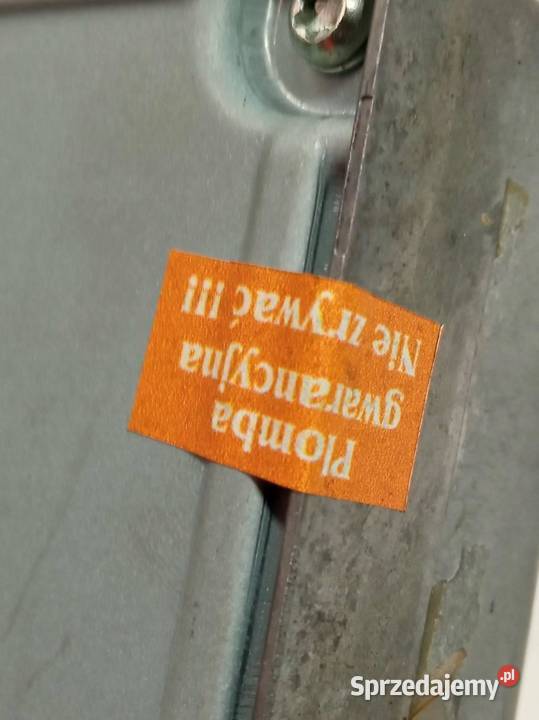 Plomba
gwarancyjna
Nie zrywać !!!
Sprzedajemy.pl